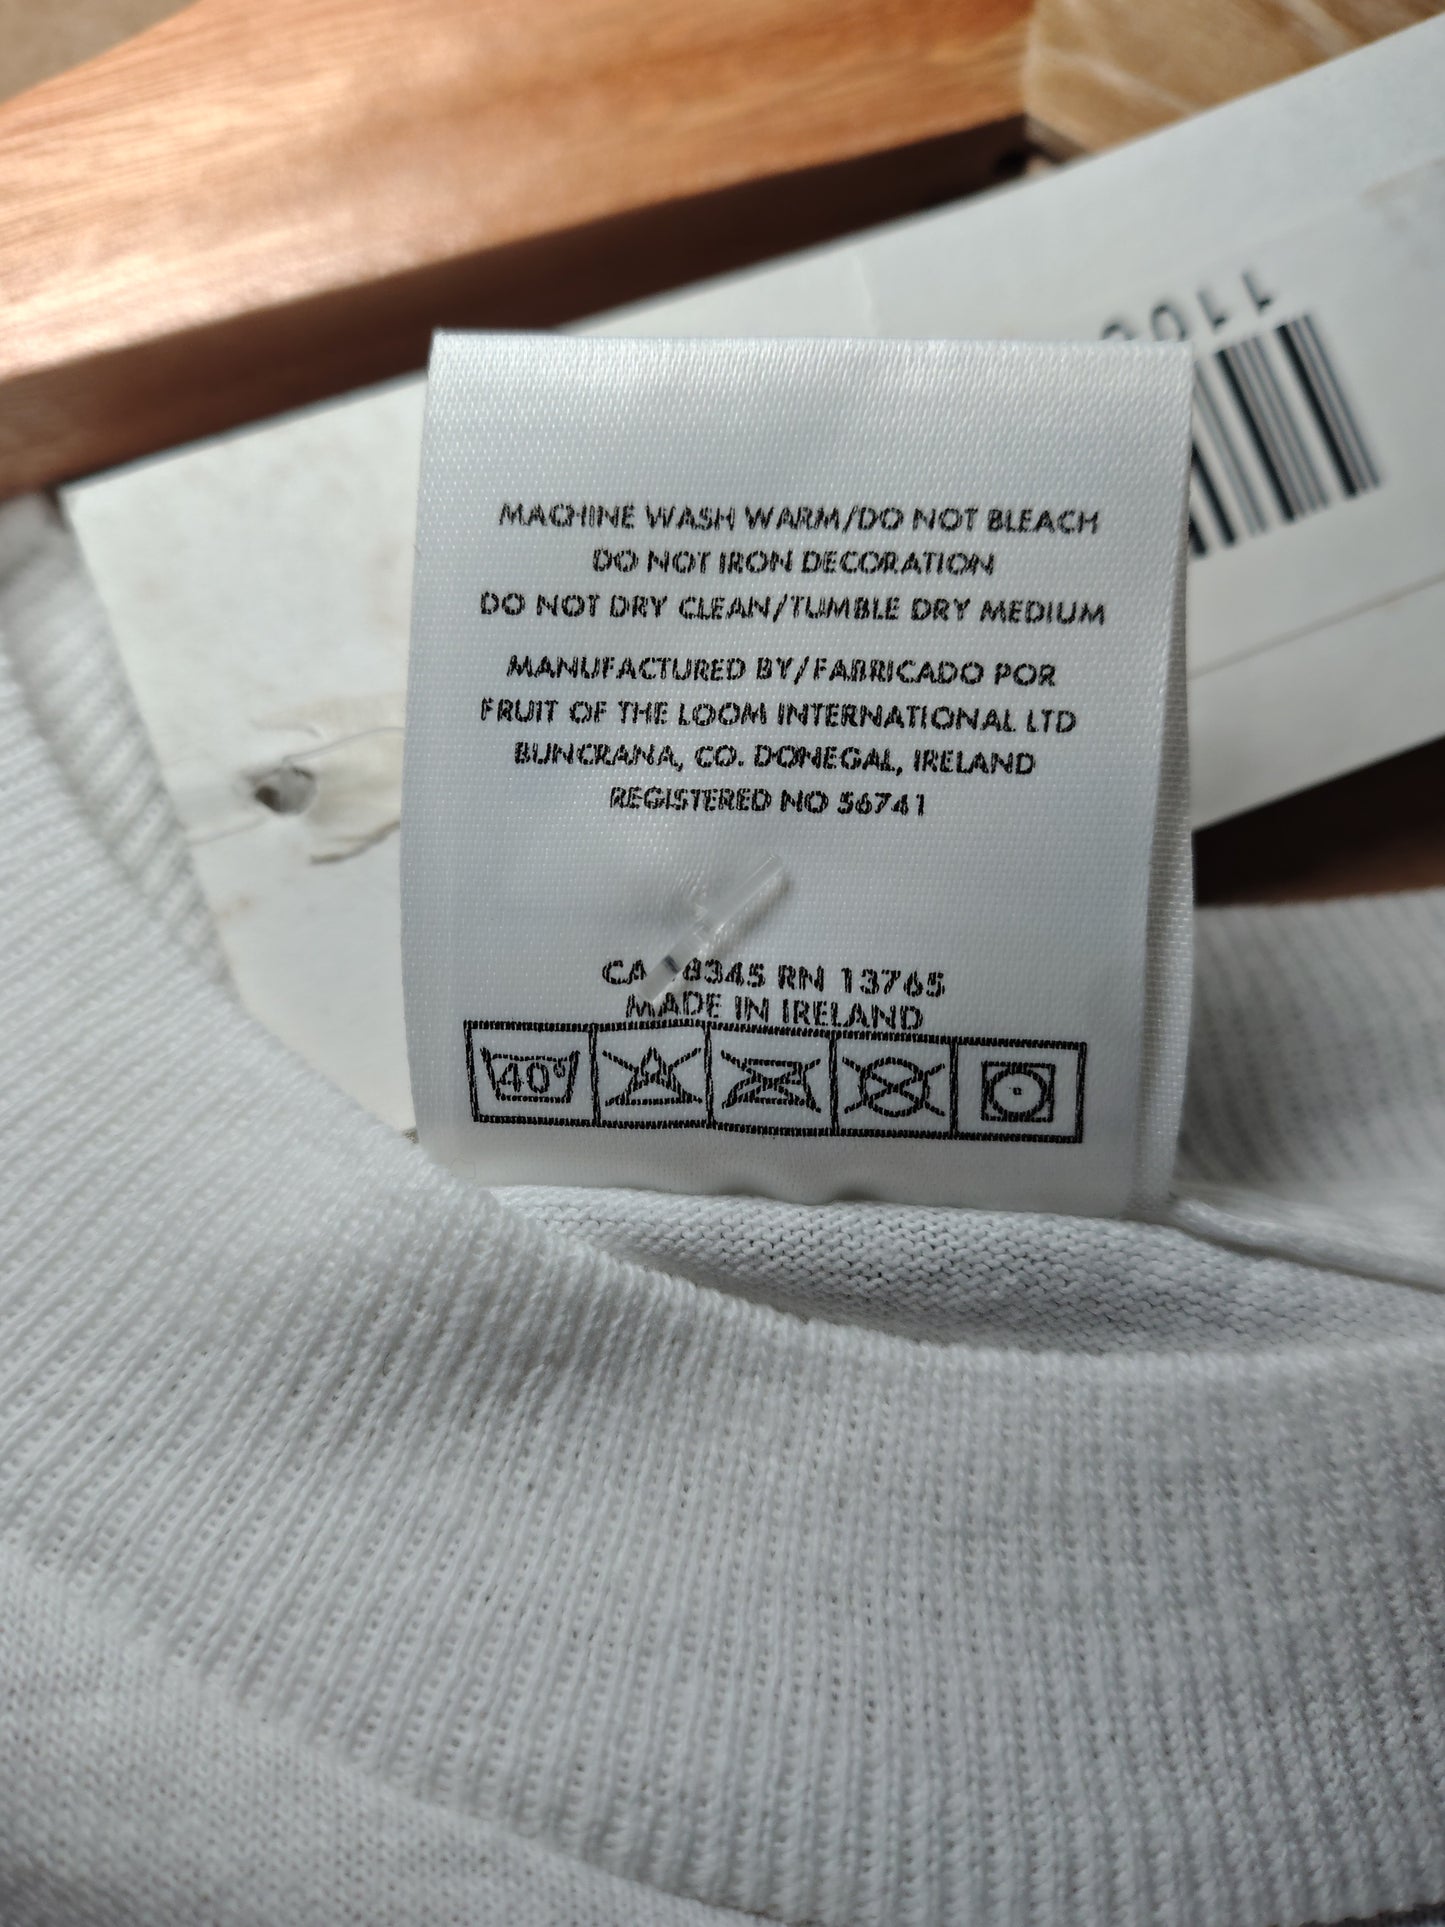 MACHINE WASH WARM/DO NOT BLEACH
DO NOT IRON DECORATION
DO NOT DRY CLEAN/TUMBLE DRY MEDIUM
MANUFACTURED BY/FABRICADO POR
FRUIT OF THE LOOM INTERNATIONAL LTD
BUNCRANA, CO. DONEGAL, IRELAND
REGISTERED NO 56741
CA RN 13765
MADE IN IRELAND
40°